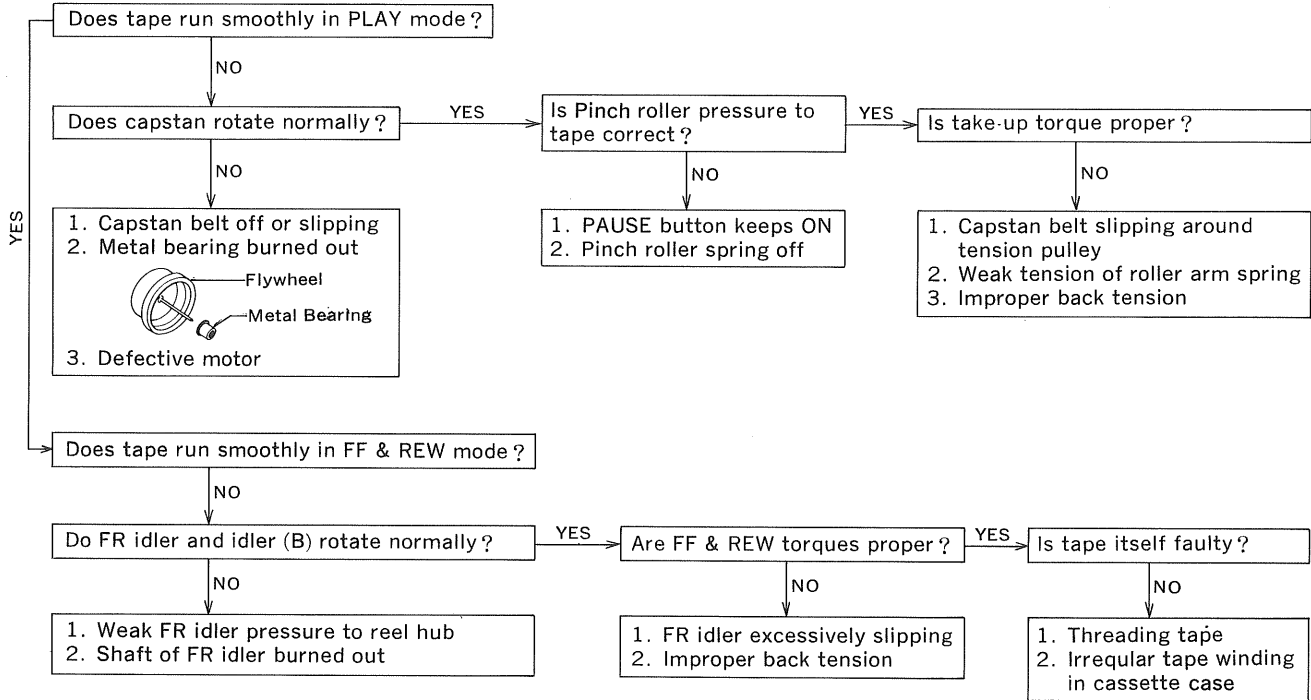 Does tape run smoothly in PLAY mode?
NO
YES
Does capstan rotate normally?
YES
Is Pinch roller pressure to
tape correct?
YES
Is take-up torque proper?
NO
NO
NO
1. Capstan belt off or slipping
2. Metal bearing burned out
Flywheel
Metal Bearing
3. Defective motor
1. PAUSE button keeps ON
2. Pinch roller spring off
1. Capstan belt slipping around
tension pulley
2. Weak tension of roller arm spring
3. Improper back tension
Does tape run smoothly in FF & REW mode?
NO
Do FR idler and idler (B) rotate normally?
YES
Are FF & REW torques proper?
YES
Is tape itself faulty?
NO
NO
NO
1. Weak FR idler pressure to reel hub
2. Shaft of FR idler burned out
1. FR idler excessively slipping
2. Improper back tension
1. Threading tape
2. Irreqular tape winding
in cassette case